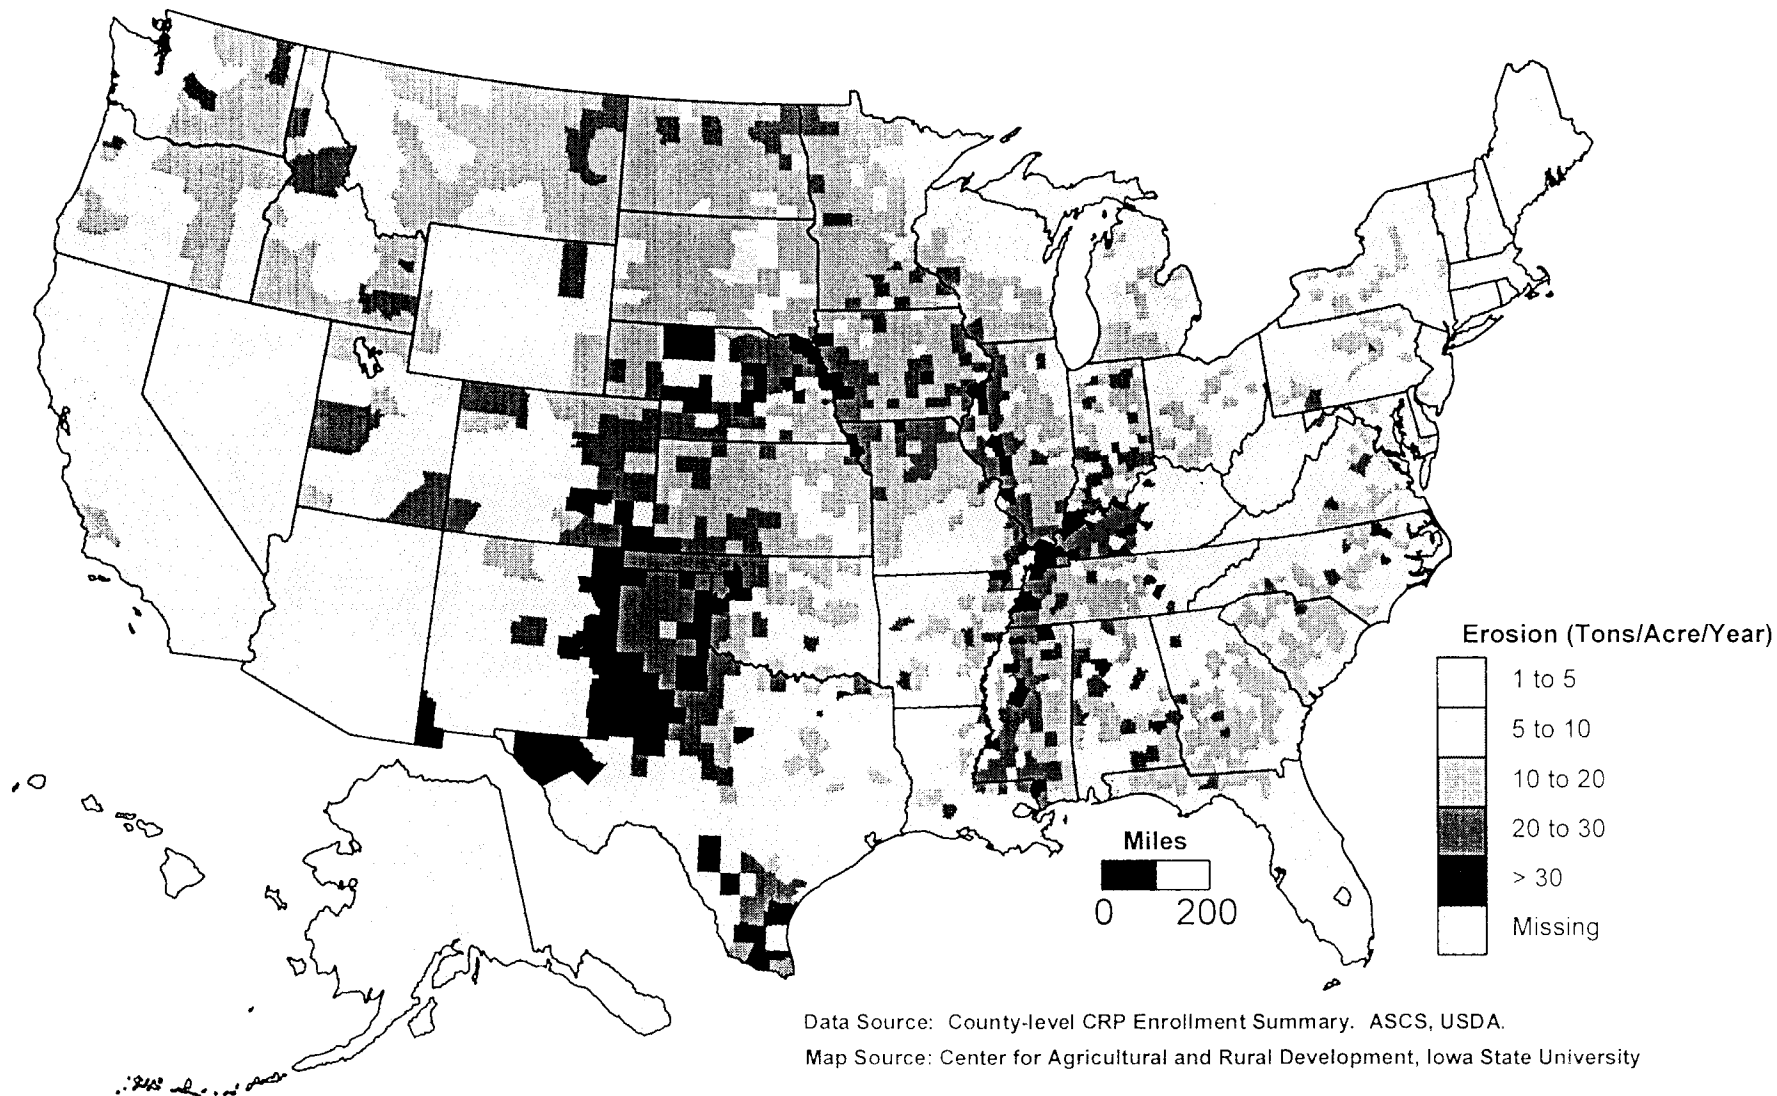 Erosion (Tons/Acre/Year)
1 to 5
5 to 10
10 to 20
20 to 30
> 30
Missing
Miles
0 200
Data Source: County-level CRP Enrollment Summary. ASCS, USDA.
Map Source: Center for Agricultural and Rural Development, Iowa State University